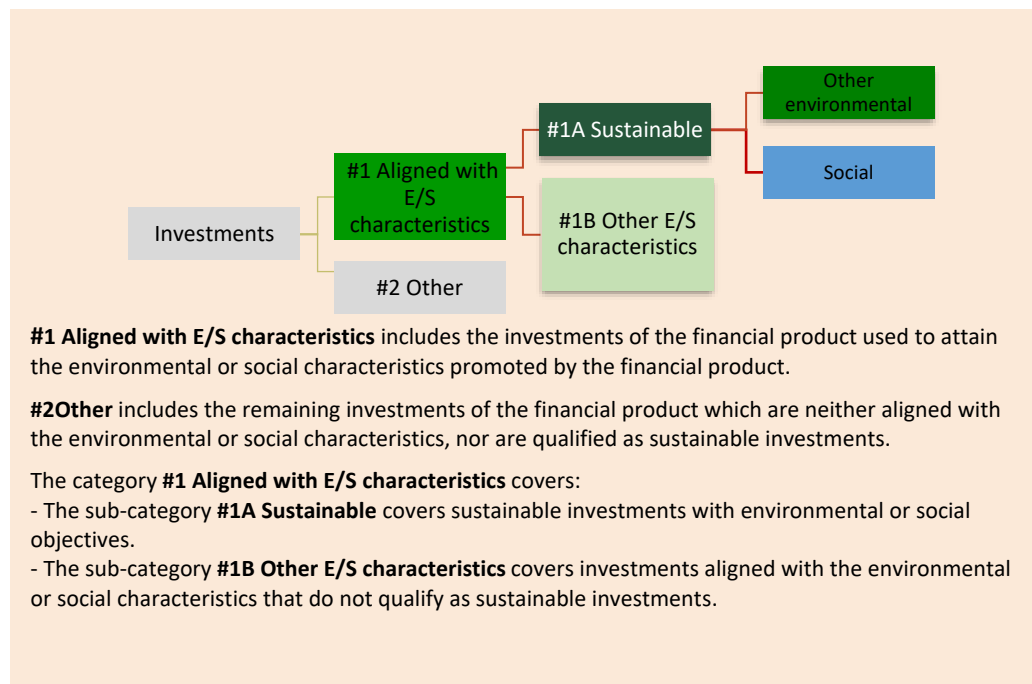 Other
environmental
#1A Sustainable
#1 Aligned with
E/S
characteristics
Social
#1B Other E/S
characteristics
Investments
#2 Other
#1 Aligned with E/S characteristics includes the investments of the financial product used to attain
the environmental or social characteristics promoted by the financial product.
#2Other includes the remaining investments of the financial product which are neither aligned with
the environmental or social characteristics, nor are qualified as sustainable investments.
The category #1 Aligned with E/S characteristics covers:
- The sub-category #1A Sustainable covers sustainable investments with environmental or social
objectives.
- The sub-category #1B Other E/S characteristics covers investments aligned with the environmental
or social characteristics that do not qualify as sustainable investments.